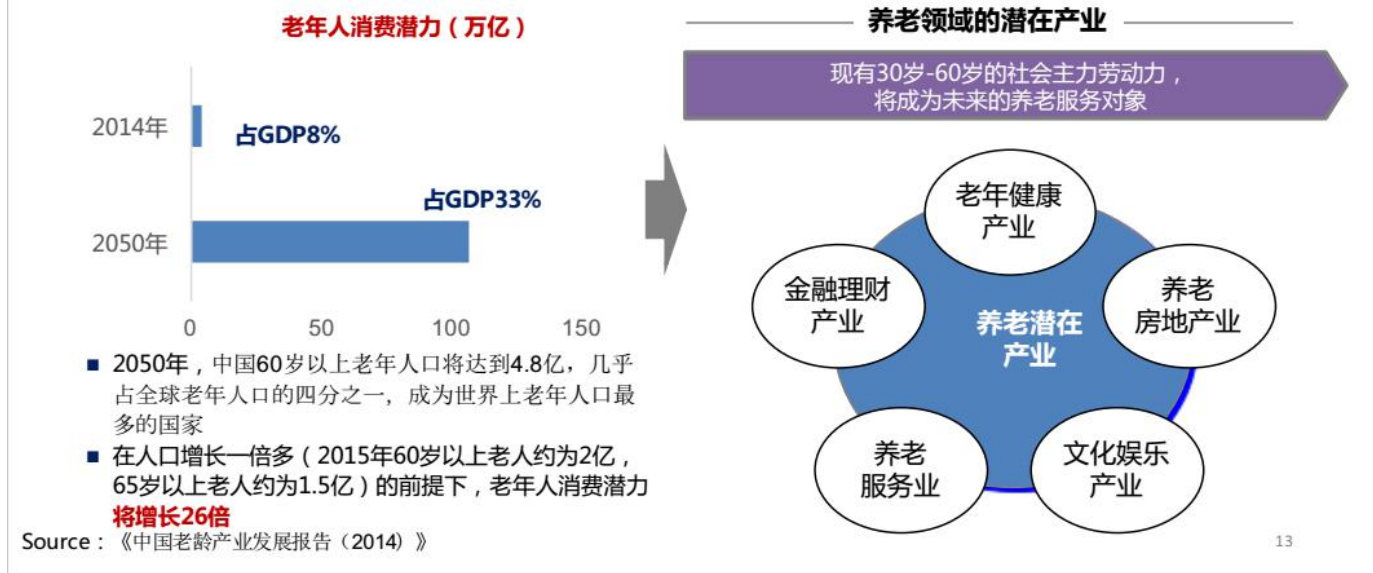 老年人消费潜力（万亿）
2014年
占GDP8%
占GDP33%
2050年
0 50 100 150
■ 2050年，中国60岁以上老年人口将达到4.8亿，几乎
占全球老年人口的四分之一，成为世界上老年人口最
多的国家
■ 在人口增长一倍多（2015年60岁以上老人约为2亿，
65岁以上老人约为1.5亿）的前提下，老年人消费潜力
将增长26倍
Source：《中国老龄产业发展报告（2014）》
养老领域的潜在产业
现有30岁-60岁的社会主力劳动力，
将成为未来的养老服务对象
老年健康
产业
金融理财
产业
养老
房地产业
养老潜在
产业
养老
服务业
文化娱乐
产业
13